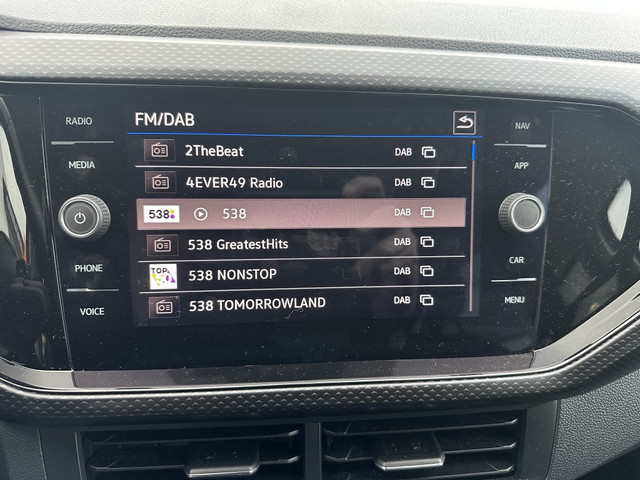 FM/DAB
RADIO
MEDIA
PHONE
VOICE
2TheBeat DAB
4EVER49 Radio DAB
538 538 DAB
538 GreatestHits DAB
TOP 538 NONSTOP DAB
538 TOMORROWLAND DAB
NAV
APP
CAR
MENU